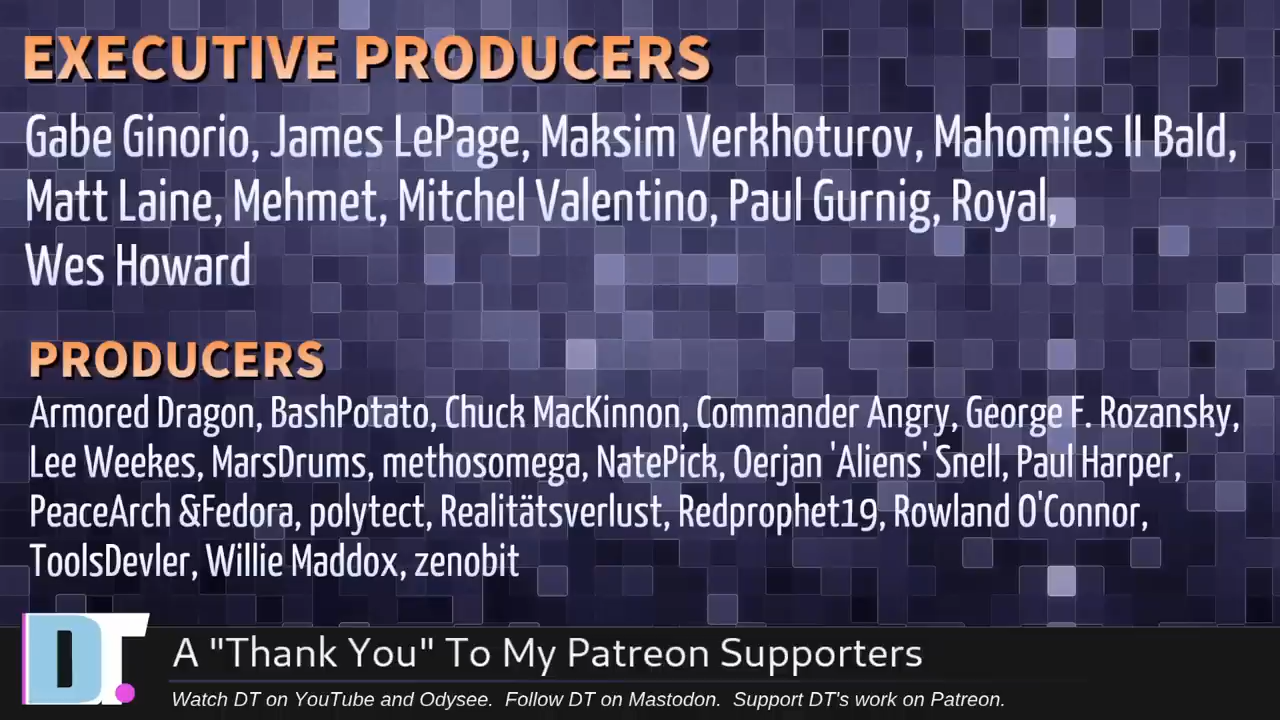 EXECUTIVE PRODUCERS
Gabe Ginorio, James LePage, Maksim Verkhoturov, Mahomies II Bald,
Matt Laine, Mehmet, Mitchel Valentino, Paul Gurnig, Royal,
Wes Howard
PRODUCERS
Armored Dragon, BashPotato, Chuck MacKinnon, Commander Angry, George F. Rozansky,
Lee Weekes, MarsDrums, methosomega, NatePick, Oerjan 'Aliens' Snell, Paul Harper,
PeaceArch &Fedora, polytect, Realitätsverlust, Redprophet19, Rowland O'Connor,
ToolsDevler, Willie Maddox, zenobit
DT.
A "Thank You" To My Patreon Supporters
Watch DT on YouTube and Odysee. Follow DT on Mastodon. Support DT's work on Patreon.